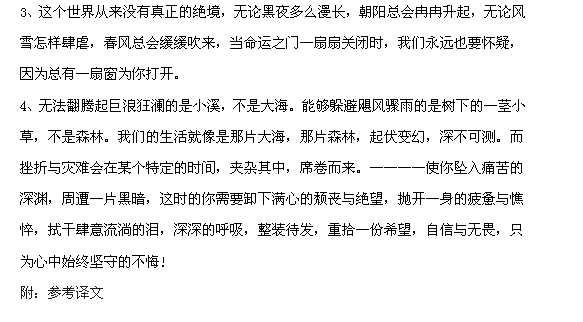 3、这个世界从来没有真正的绝境，无论黑夜多么漫长，朝阳总会冉冉升起，无论风
雪怎样肆虐，春风总会缓缓吹来，当命运之门一扇扇关闭时，我们永远也要怀疑，
因为总有一扇窗为你打开。
4、无法翻腾起巨浪狂澜的是小溪，不是大海。能够躲避飓风骤雨的是树下的一茎小
草，不是森林。我们的生活就像是那片大海，那片森林，起伏变幻，深不可测。而
挫折与灾难会在某个特定的时间，夹杂其中，席卷而来。一一一一使你坠入痛苦的
深渊，周遭一片黑暗，这时的你需要卸下满心的颓丧与绝望，抛开一身的疲惫与憔
悴，拭干肆意流淌的泪，深深的呼吸，整装待发，重拾一份希望，自信与无畏，只
为心中始终坚守的不悔！
附：参考译文